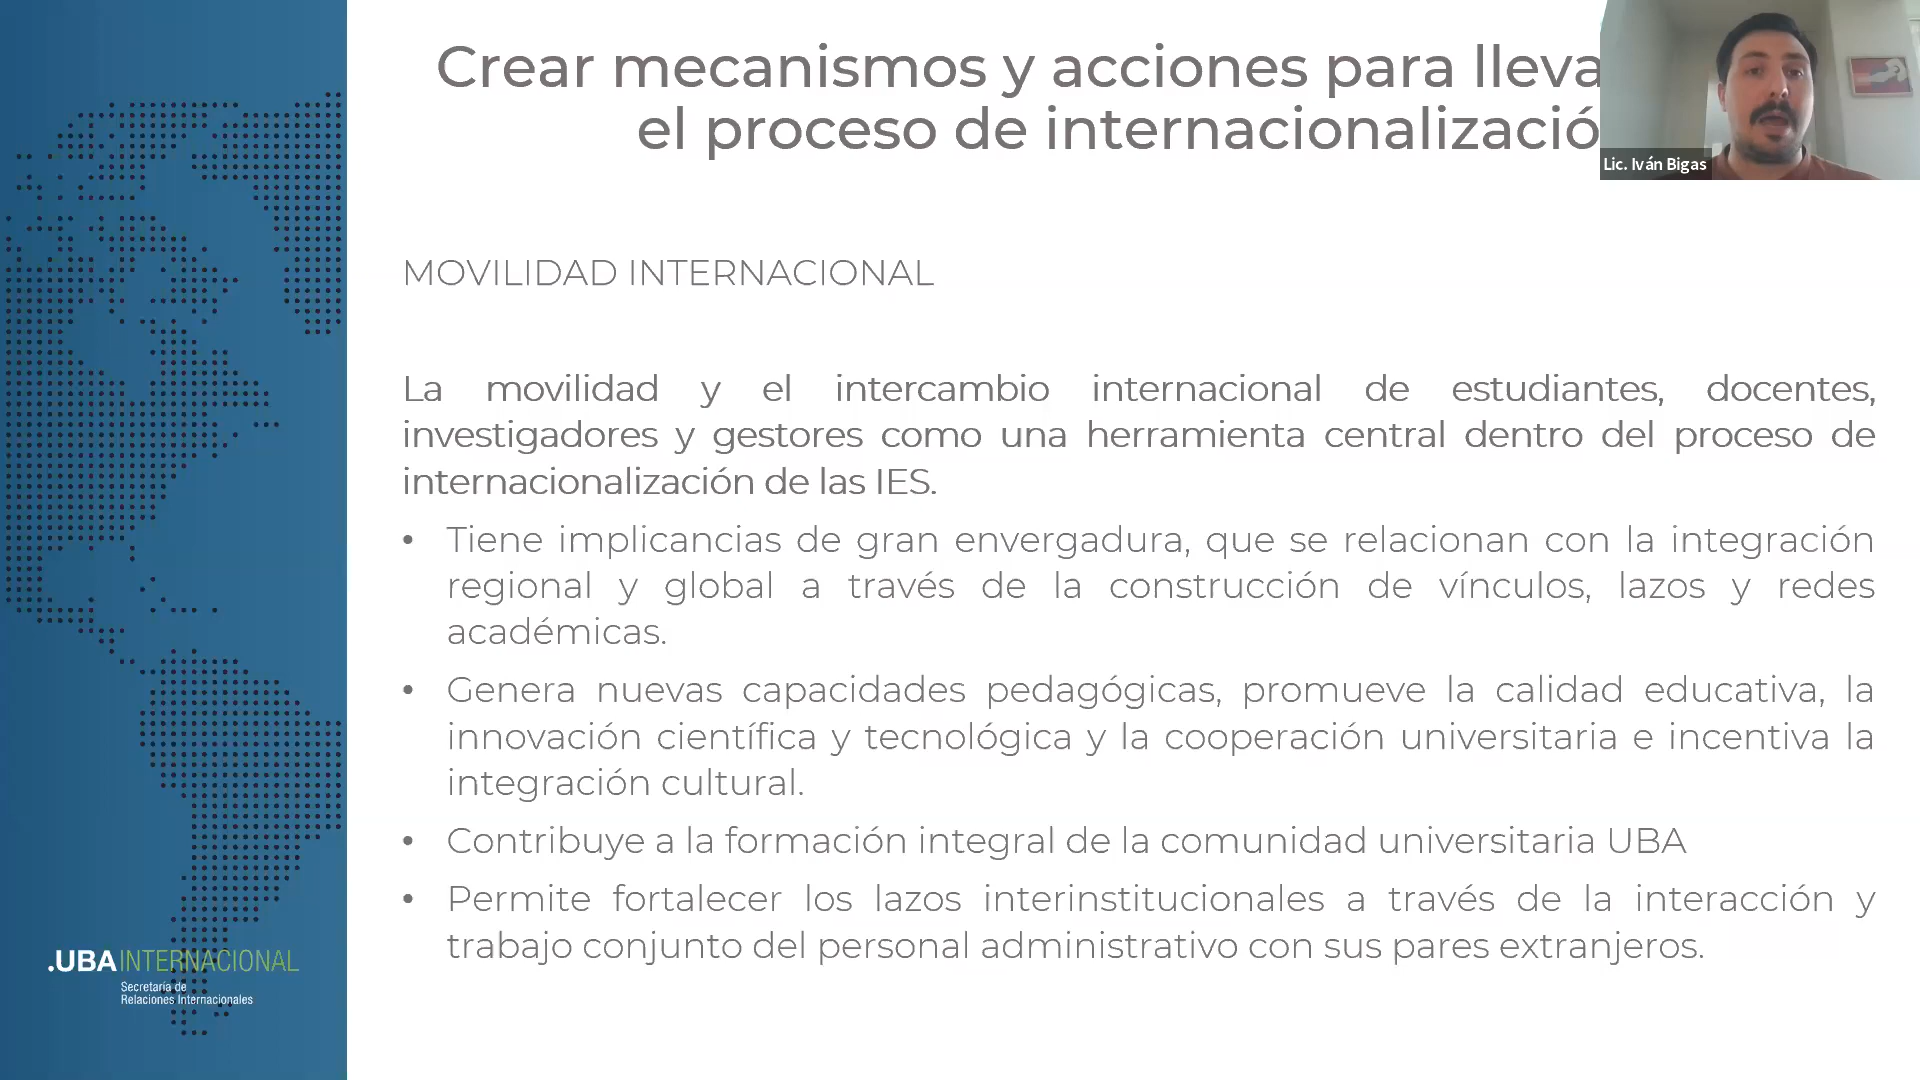 Crear mecanismos y acciones para lleva
el proceso de internacionalizació
Lic. Iván Bigas
MOVILIDAD INTERNACIONAL
La movilidad y el intercambio internacional de estudiantes, docentes,
investigadores y gestores como una herramienta central dentro del proceso de
internacionalización de las IES.
• Tiene implicancias de gran envergadura, que se relacionan con la integración
regional y global a través de la construcción de vínculos, lazos y redes
académicas.
• Genera nuevas capacidades pedagógicas, promueve la calidad educativa, la
innovación científica y tecnológica y la cooperación universitaria e incentiva la
integración cultural.
• Contribuye a la formación integral de la comunidad universitaria UBA
• Permite fortalecer los lazos interinstitucionales a través de la interacción y
trabajo conjunto del personal administrativo con sus pares extranjeros.
.UBAINTERNACIONAL
Secretaría de
Relaciones Internacionales